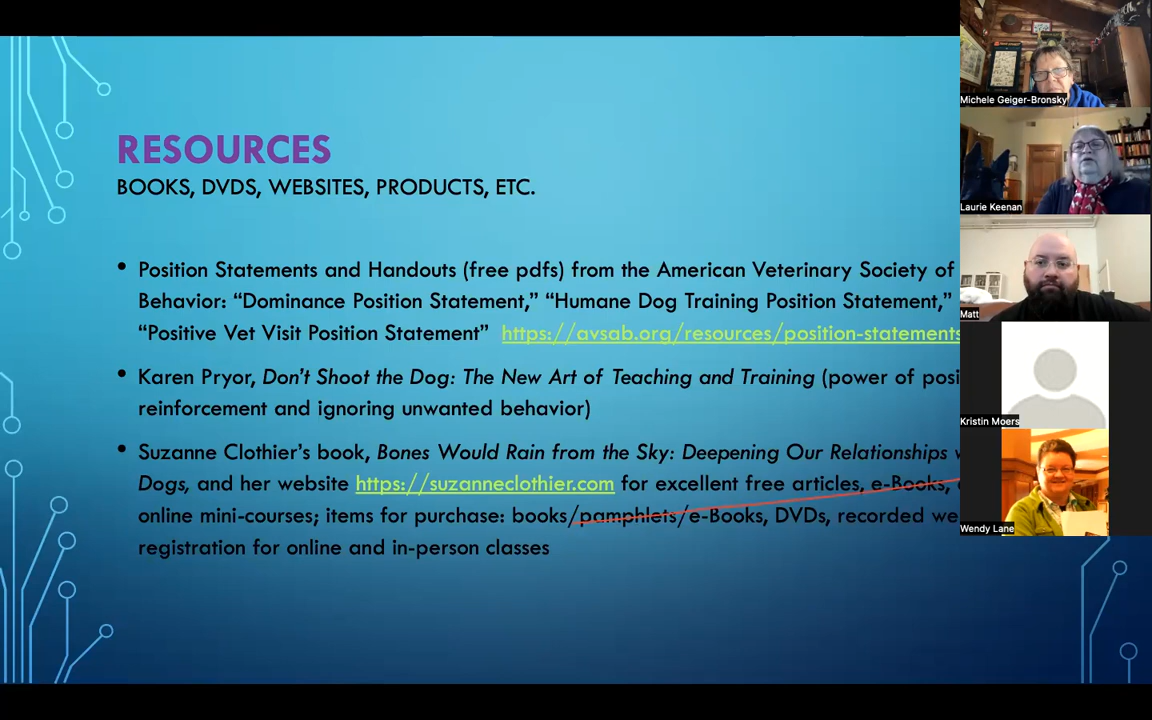 RESOURCES
BOOKS, DVDS, WEBSITES, PRODUCTS, ETC.
• Position Statements and Handouts (free pdfs) from the American Veterinary Society of
Behavior: “Dominance Position Statement,” “Humane Dog Training Position Statement,”
“Positive Vet Visit Position Statement” https://avsab.org/resources/position-statements
• Karen Pryor, Don’t Shoot the Dog: The New Art of Teaching and Training (power of posi
reinforcement and ignoring unwanted behavior)
• Suzanne Clothier’s book, Bones Would Rain from the Sky: Deepening Our Relationships
Dogs, and her website https://suzanneclothier.com for excellent free articles, e-Books,
online mini-courses; items for purchase: books/pamphlets/e-Books, DVDs, recorded we
registration for online and in-person classes
Michele Geiger-Bronsky
Laurie Keenan
Matt
Kristin Moers
Wendy Lane